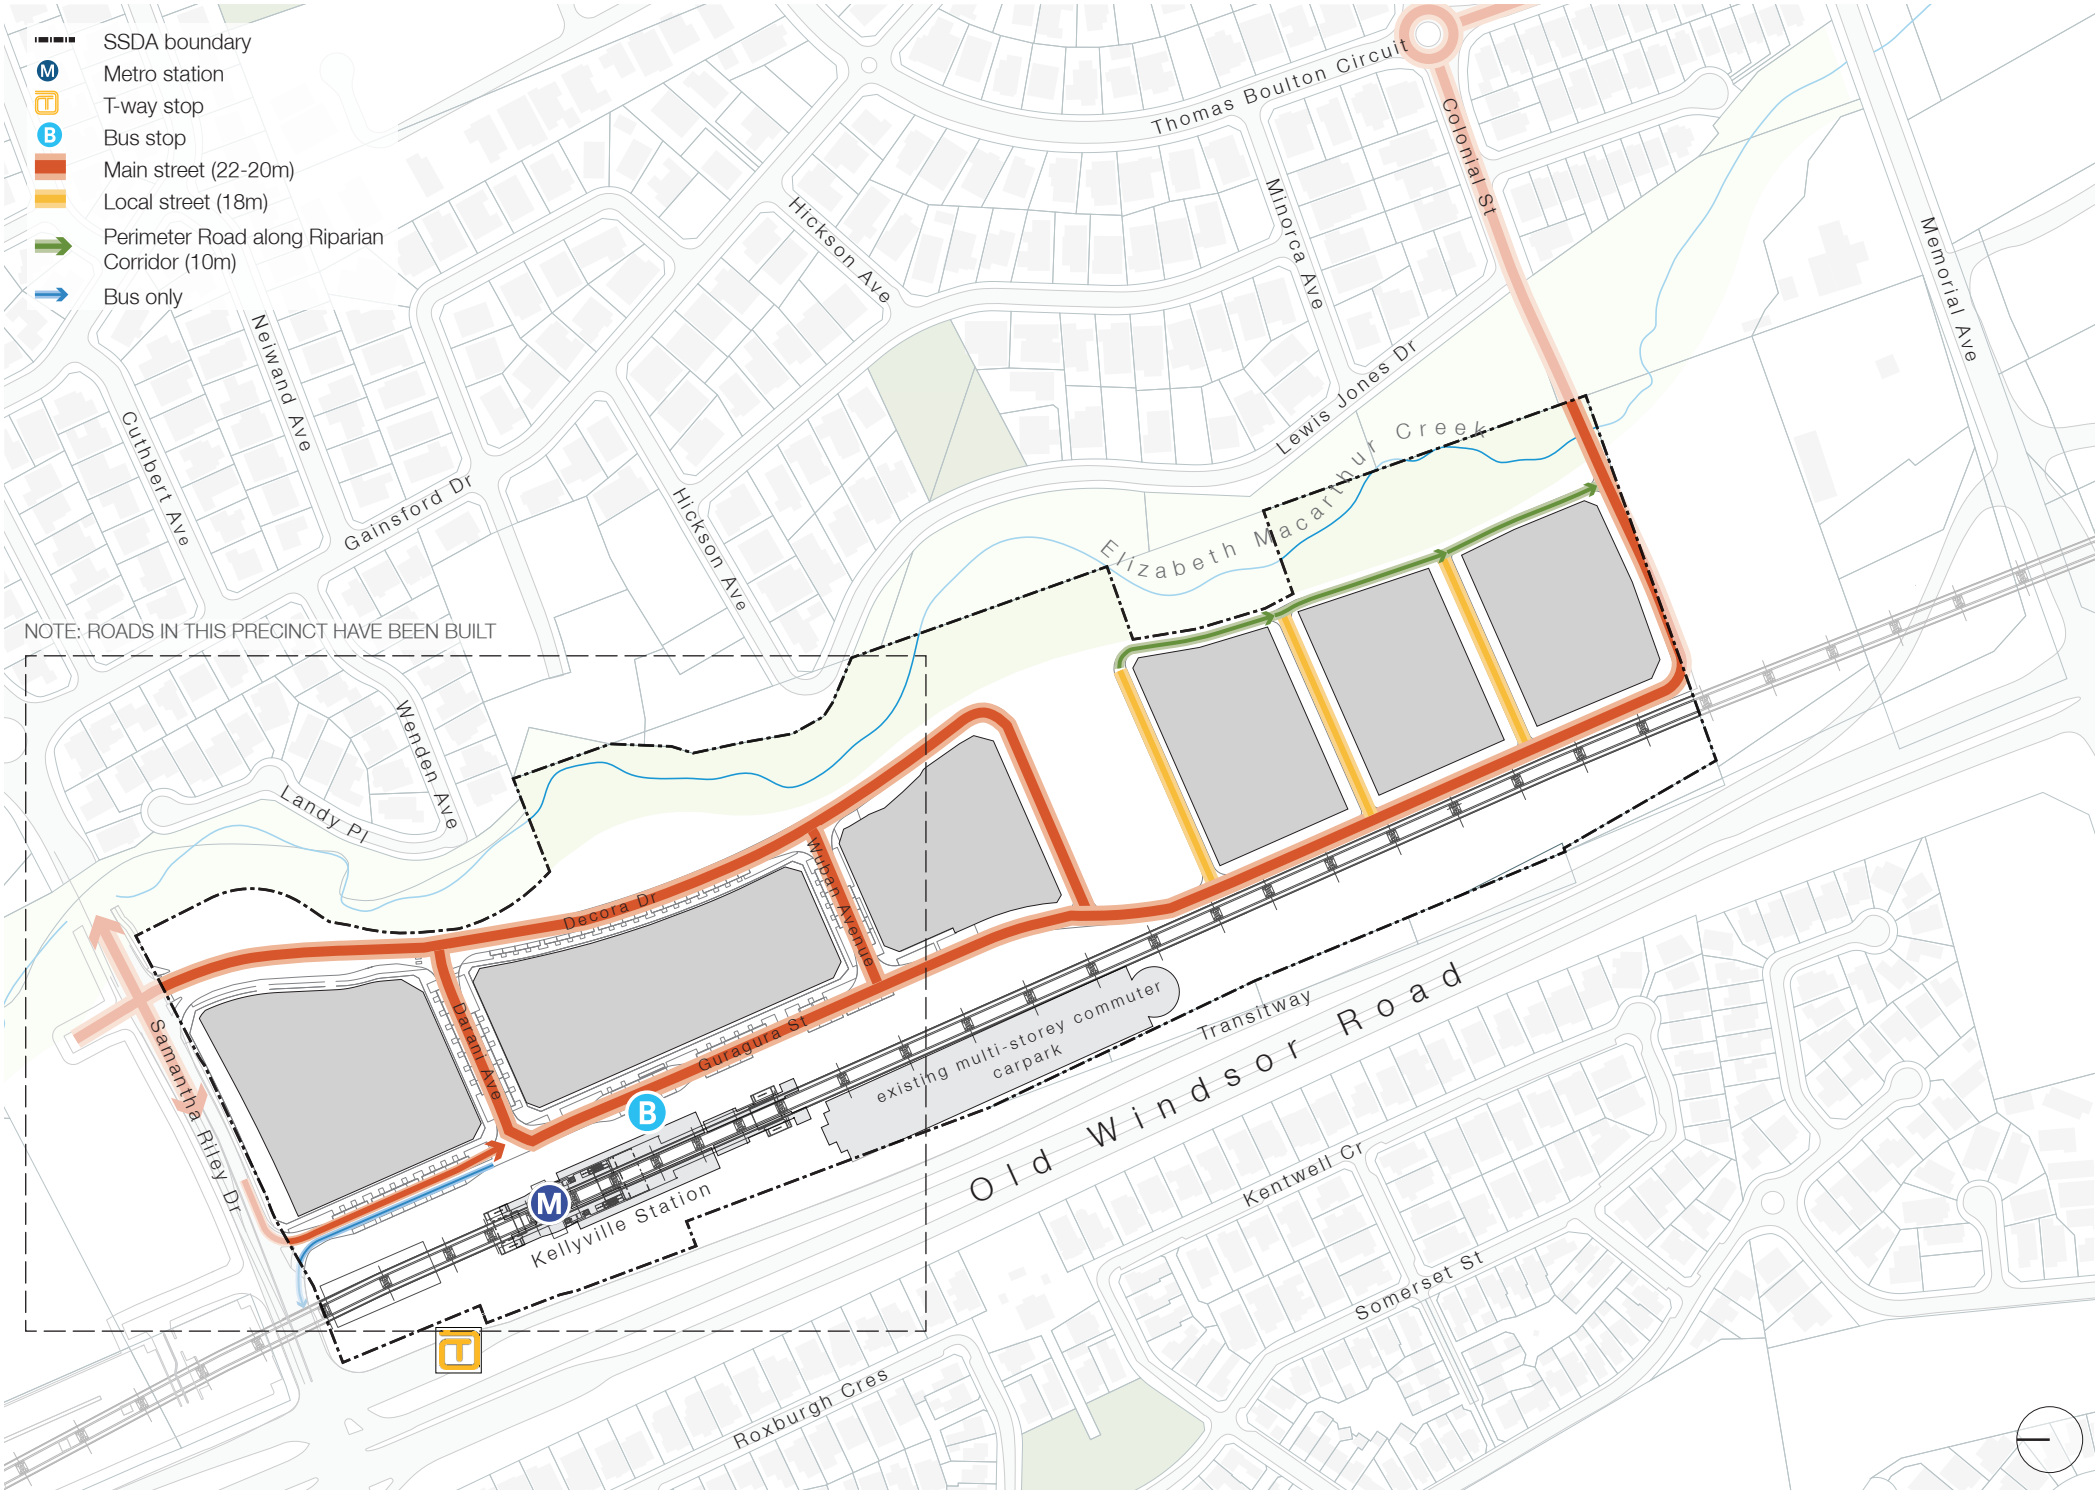 SSDA boundary
M
Metro station
T
T-way stop
B
Bus stop
Main street (22-20m)
Local street (18m)
Perimeter Road along Riparian
Corridor (10m)
Bus only
Thomas Boulton Circuit
Colonial St
Minorca Ave
Hickson Ave
Memorial Ave
Neiwand Ave
Cuthbert Ave
Gainsford Dr
Lewis Jones Dr
Hickson Ave
Elizabeth Macarthur Creek
NOTE: ROADS IN THIS PRECINCT HAVE BEEN BUILT
Wenden Ave
Landy Pl
Decora Dr
Wuban Avenue
Darani Ave
Guragura St
Samantha Riley Dr
B
M
Kellyville Station
existing multi-storey commuter
carpark
Transitway
Old Windsor Road
T
Kentwell Cr
Somerset St
Roxburgh Cres